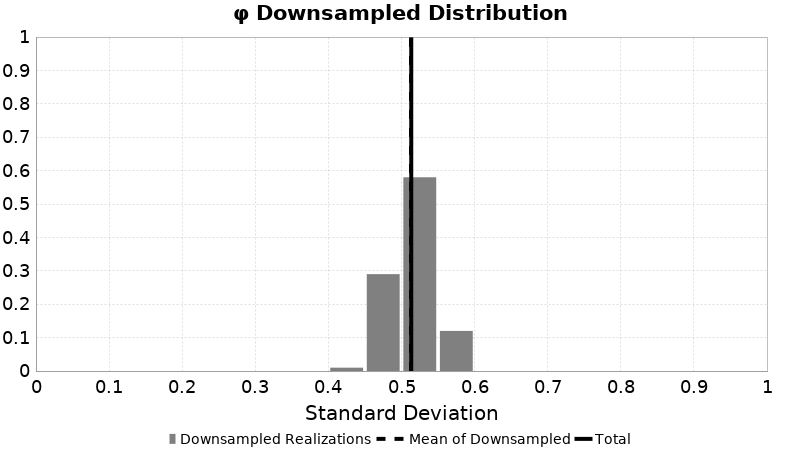 φ Downsampled Distribution
1
0.9
0.8
0.7
0.6
0.5
0.4
0.3
0.2
0.1
0
0 0.1 0.2 0.3 0.4 0.5 0.6 0.7 0.8 0.9 1
Standard Deviation
Downsampled Realizations Mean of Downsampled Total